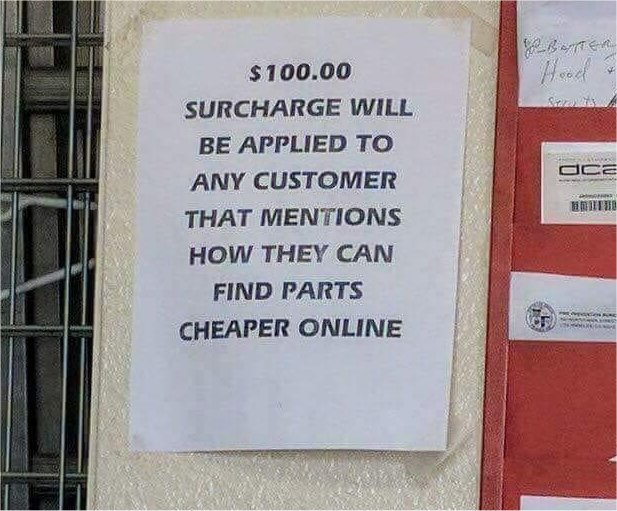 $100.00
SURCHARGE WILL
BE APPLIED TO
ANY CUSTOMER
THAT MENTIONS
HOW THEY CAN
FIND PARTS
CHEAPER ONLINE
Hood
dca